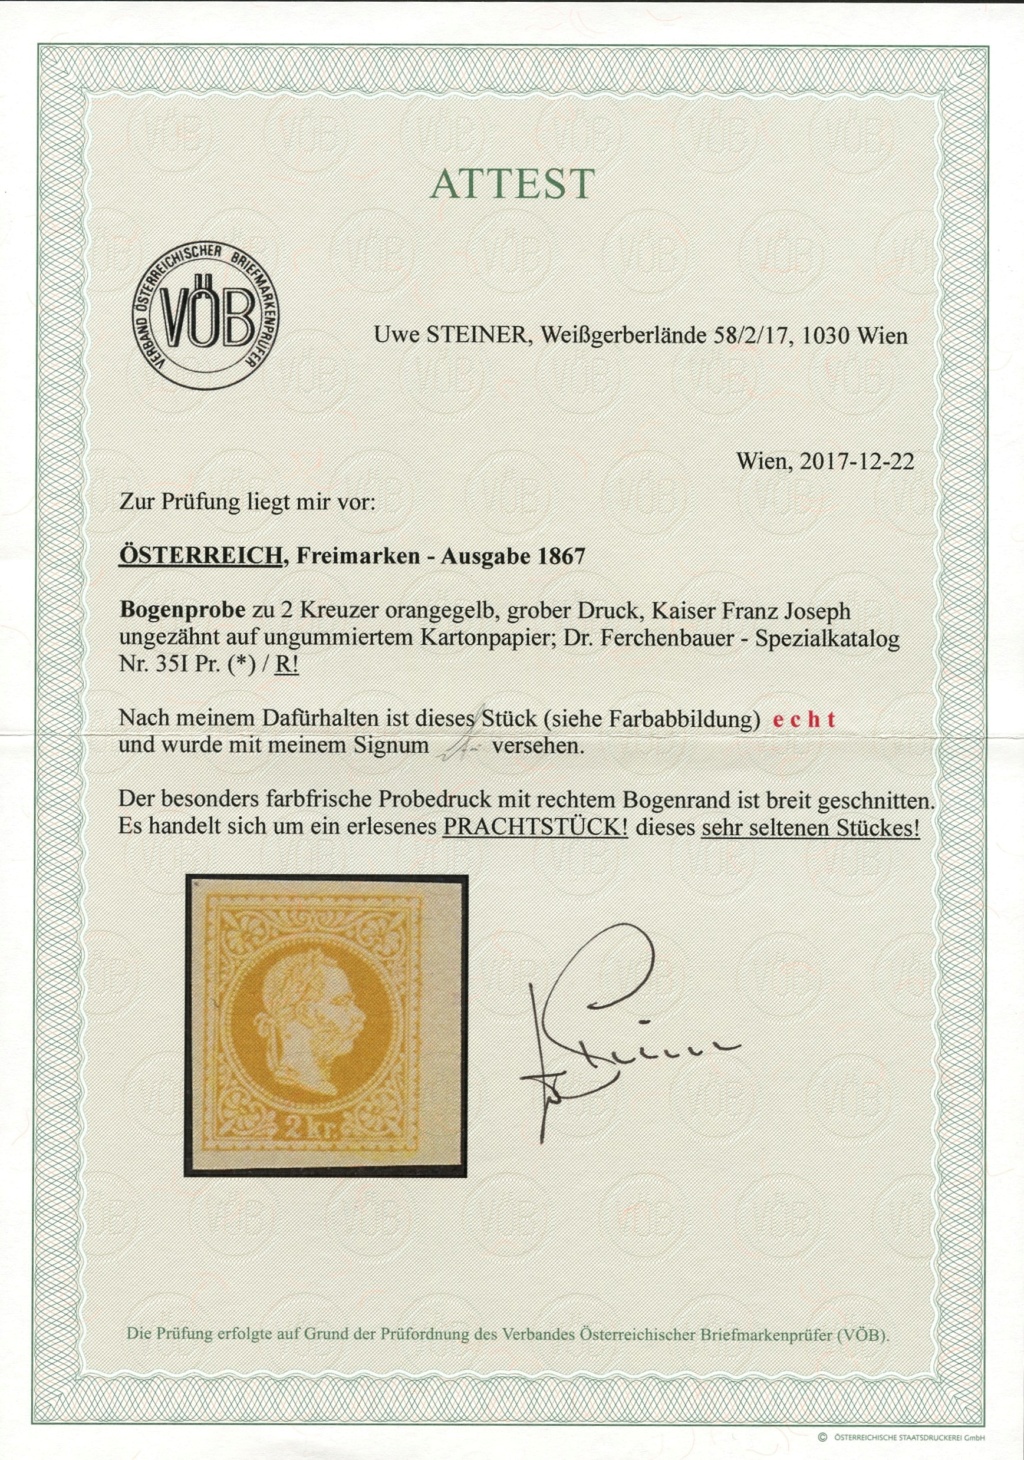 ATTEST
VERBAND ÖSTERREICHISCHER BRIEFMARKENPRÜFER
VÖB
Uwe STEINER, Weißgerberlände 58/2/17, 1030 Wien
Wien, 2017-12-22
Zur Prüfung liegt mir vor:
ÖSTERREICH, Freimarken - Ausgabe 1867
Bogenprobe zu 2 Kreuzer orangegelb, grober Druck, Kaiser Franz Joseph
ungezähnt auf ungummiertem Kartonpapier; Dr. Ferchenbauer - Spezialkatalog
Nr. 35I Pr. (*) / R!
Nach meinem Dafürhalten ist dieses Stück (siehe Farbabbildung) e c h t
und wurde mit meinem Signum versehen.
Der besonders farbfrische Probedruck mit rechtem Bogenrand ist breit geschnitten.
Es handelt sich um ein erlesenes PRACHTSTÜCK! dieses sehr seltenen Stückes!
2 kr.
Die Prüfung erfolgte auf Grund der Prüfordnung des Verbandes Österreichischer Briefmarkenprüfer (VÖB).
© ÖSTERREICHISCHE STAATSDRUCKEREI GmbH